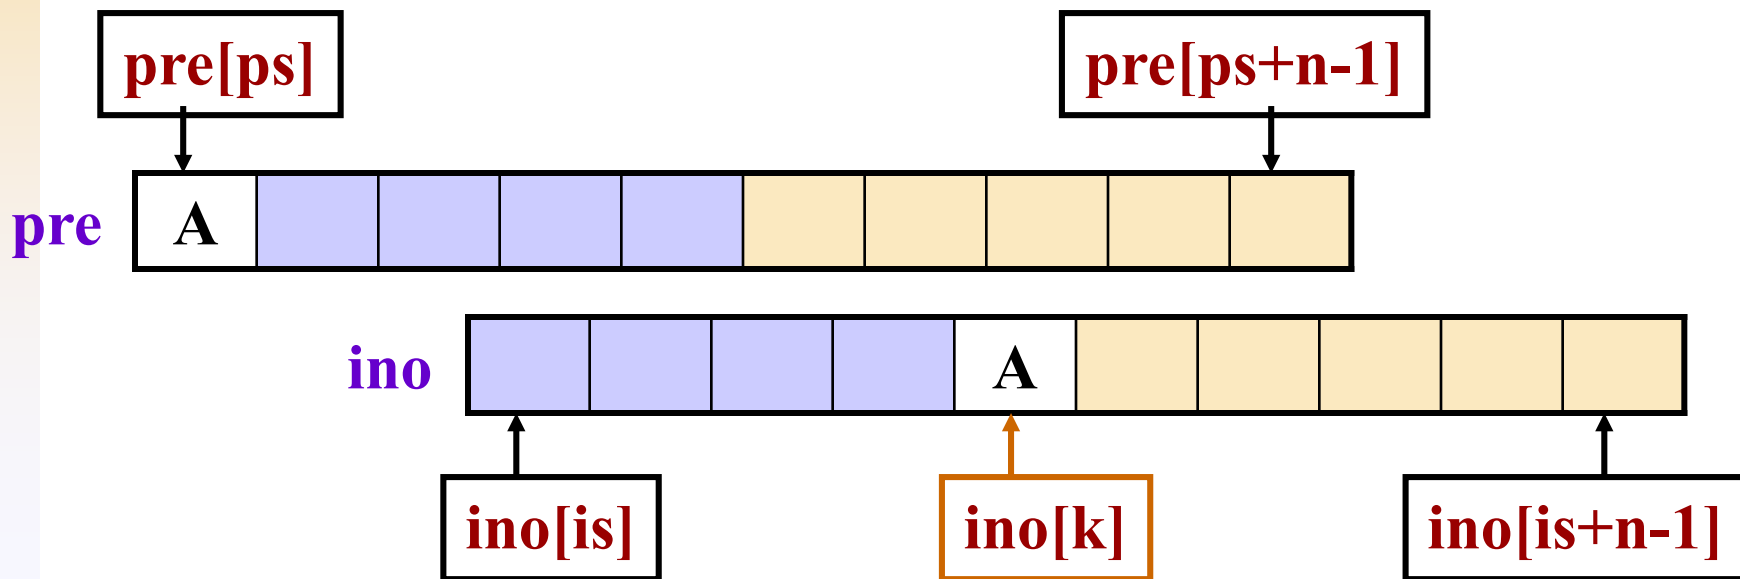 pre[ps] pre[ps+n-1]
pre A
ino A
ino[is] ino[k] ino[is+n-1]